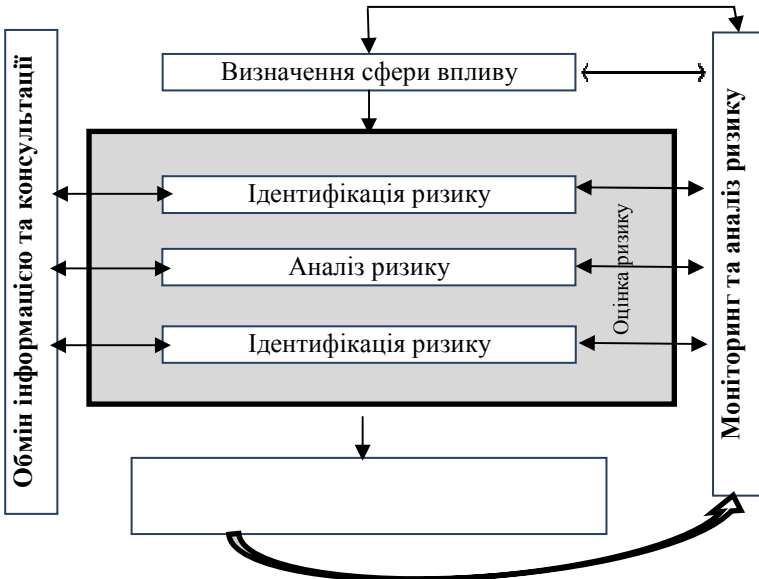 Обмін інформацією та консультації
Визначення сфери впливу
Ідентифікація ризику
Аналіз ризику
Ідентифікація ризику
Оцінка ризику
Моніторинг та аналіз ризику